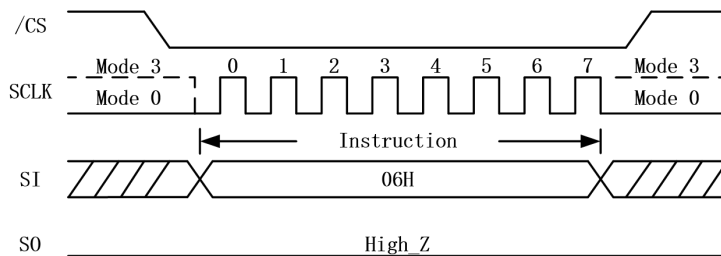 /CS
Mode 3 0 1 2 3 4 5 6 7 Mode 3
SCLK
Mode 0 Mode 0
Instruction
SI 06H
SO High_Z